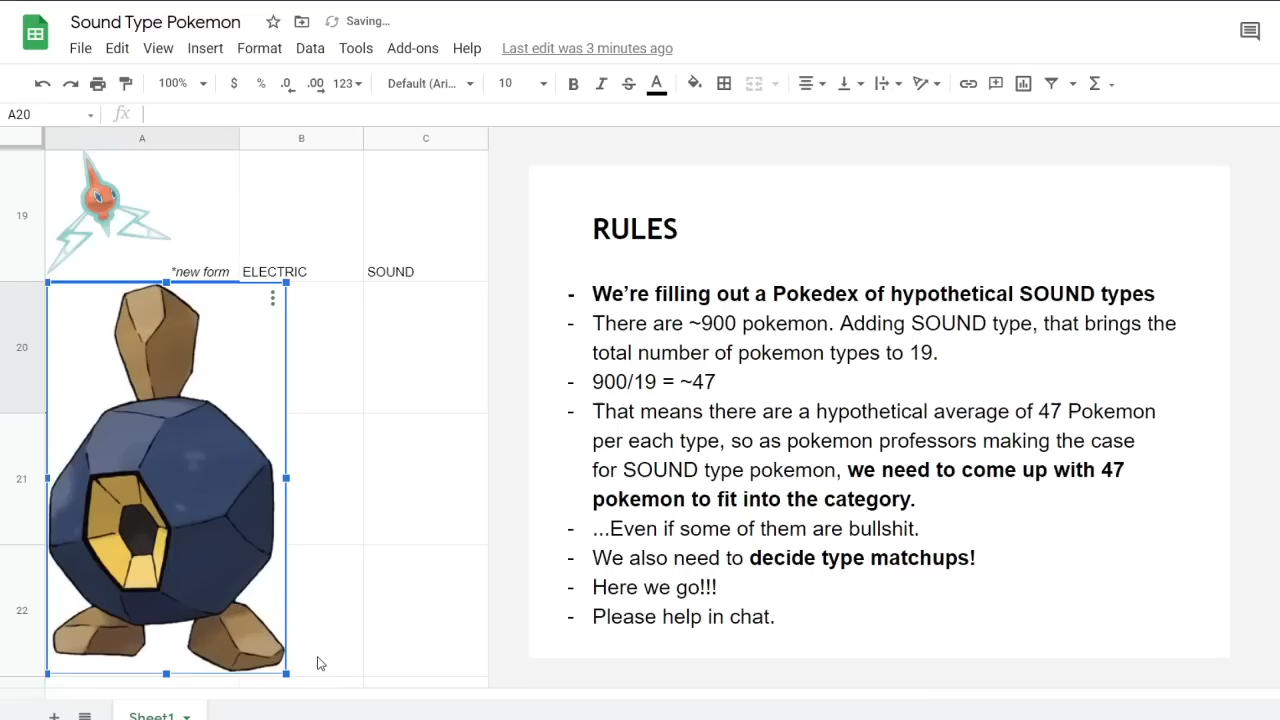 Sound Type Pokemon
Saving...
File Edit View Insert Format Data Tools Add-ons Help Last edit was 3 minutes ago
100% $ % .0 .00 123 Default (Ari... 10 B I S A Σ
A20 fx
A B C
19
*new form ELECTRIC SOUND
20
21
22
RULES
- We're filling out a Pokedex of hypothetical SOUND types
- There are ~900 pokemon. Adding SOUND type, that brings the
total number of pokemon types to 19.
- 900/19 = ~47
- That means there are a hypothetical average of 47 Pokemon
per each type, so as pokemon professors making the case
for SOUND type pokemon, we need to come up with 47
pokemon to fit into the category.
- ...Even if some of them are bullshit.
- We also need to decide type matchups!
- Here we go!!!
- Please help in chat.
Sheet1